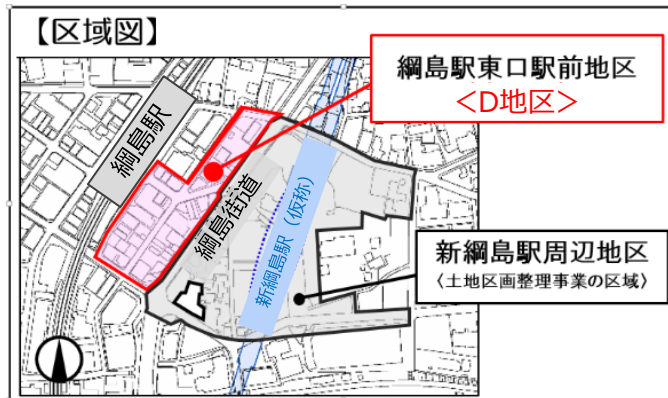 【区域図】
綱島駅東口駅前地区
<D地区>
綱島駅
綱島街道
新綱島駅（仮称）
新綱島駅周辺地区
〈土地区画整理事業の区域〉